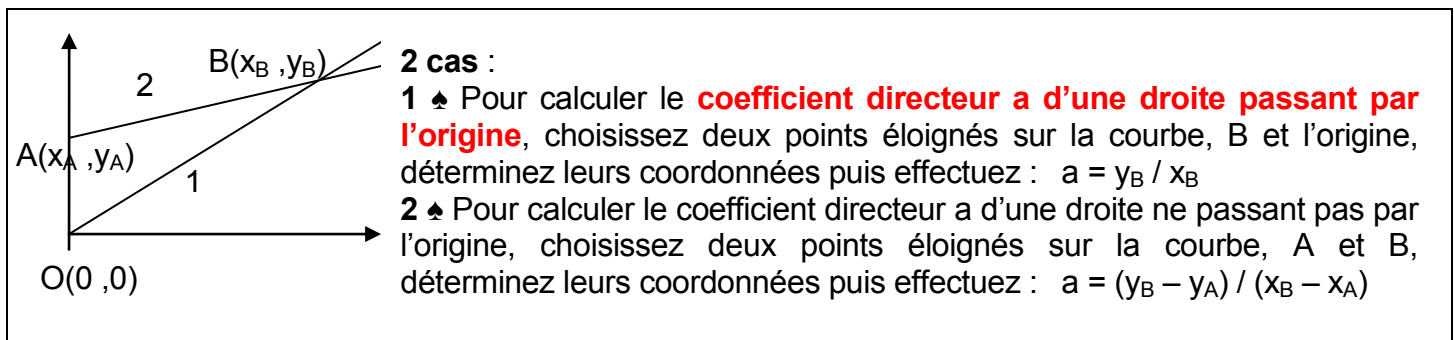 B(xB ,yB)
2
A(xA ,yA)
1
O(0 ,0)
2 cas :
1 ♠ Pour calculer le coefficient directeur a d’une droite passant par
l’origine, choisissez deux points éloignés sur la courbe, B et l’origine,
déterminez leurs coordonnées puis effectuez : a = yB / xB
2 ♠ Pour calculer le coefficient directeur a d’une droite ne passant pas par
l’origine, choisissez deux points éloignés sur la courbe, A et B,
déterminez leurs coordonnées puis effectuez : a = (yB – yA) / (xB – xA)